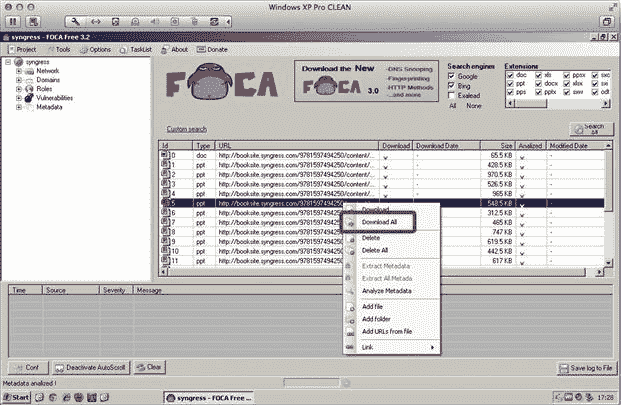 Windows XP Pro CLEAN
syngress - FOCA Free 3.2
Project Tools Options TaskList About Donate
syngress
Network
Domains
Roles
Vulnerabilities
Metadata
FOCA
Download the New
FOCA 3.0
-DNS Snooping
-Fingerprinting
-HTTP Methods
...and more
Search engines
Google
Bing
Exalead
All None
Extensions
doc xls ppsx sxc
ppt docx xlsx sxi
pps pptx sxw odt
Custom search
Search All
Id Type URL Download Download Date Size Analized Modified Date
0 doc http://booksite.syngress.com/9781597494250/content/... 65.5 KB
1 ppt http://booksite.syngress.com/9781597494250/content/... 428.5 KB
2 ppt http://booksite.syngress.com/9781597494250/content/... 970.5 KB
3 ppt http://booksite.syngress.com/9781597494250/content/... 526.5 KB
4 ppt http://booksite.syngress.com/9781597494250/content/... 965 KB
5 ppt http://booksite.syngress.com/9781597494250/content/... 548.5 KB
6 ppt http://booksite.syngress.com/9781597494250 312.5 KB
7 ppt http://booksite.syngress.com/9781597494250 465 KB
8 ppt http://booksite.syngress.com/9781597494250 747 KB
9 ppt http://booksite.syngress.com/9781597494250 619.5 KB
10 ppt http://booksite.syngress.com/9781597494250 442.5 KB
11 ppt http://booksite.syngress.com/9781597494250 617 KB
Download
Download All
Delete
Delete All
Extract Metadata
Extract All Metada
Analyze Metadata
Add file
Add folder
Add URLs from file
Link
Time Source Severity Message
Conf Deactivate AutoScroll Clear Save log to File
Metadata analized !
Start syngress - FOCA Free ... 17:28